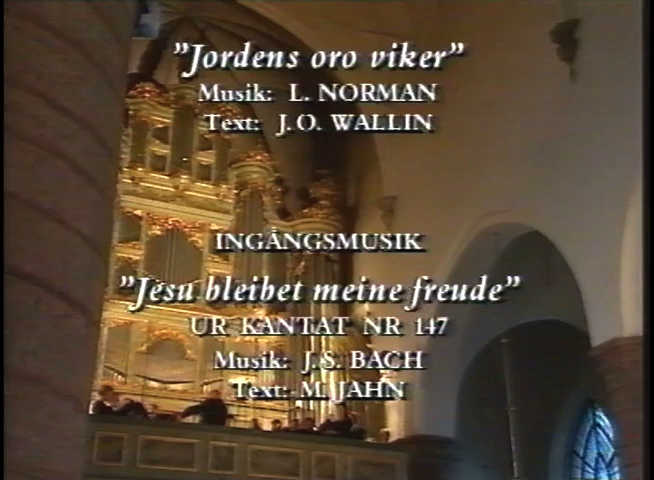 "Jordens oro viker"
Musik: L. NORMAN
Text: J.O. WALLIN
INGÅNGSMUSIK
"Jesu bleibet meine freude"
UR KANTAT NR 147
Musik: J.S. BACH
Text: M. JAHN